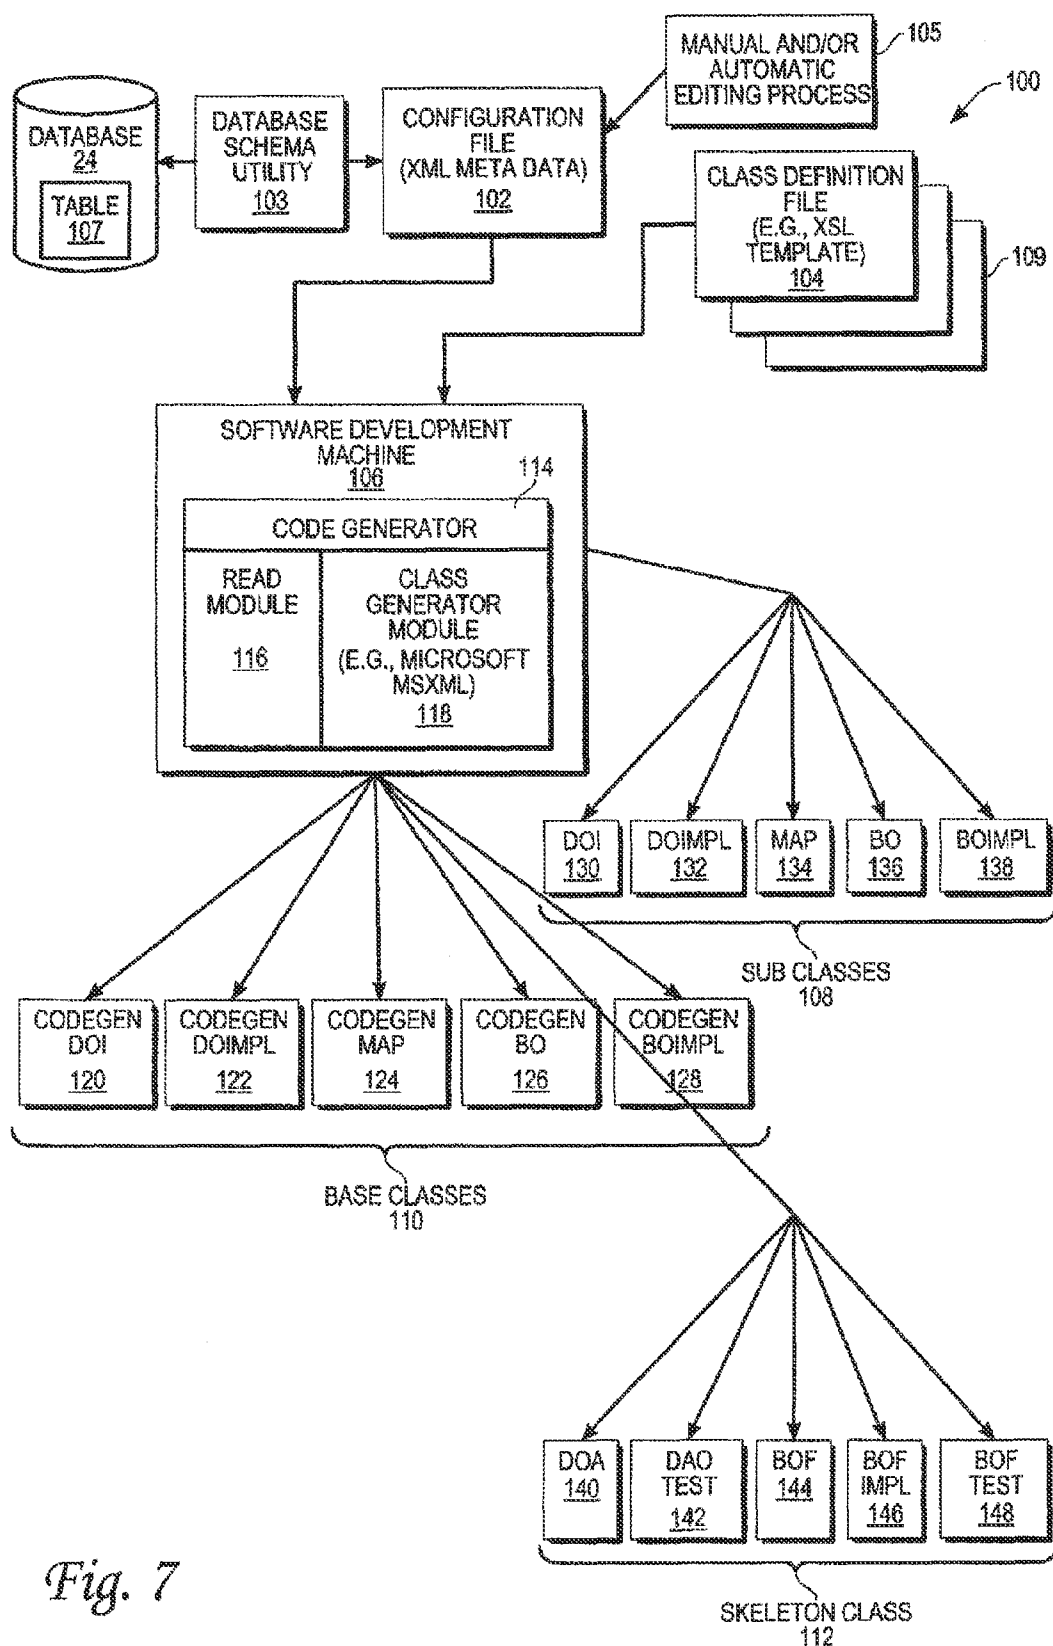 105
MANUAL AND/OR
AUTOMATIC
EDITING PROCESS
100
DATABASE
24
TABLE
107
DATABASE
SCHEMA
UTILITY
103
CONFIGURATION
FILE
(XML META DATA)
102
CLASS DEFINITION
FILE
(E.G., XSL
TEMPLATE)
104
109
SOFTWARE DEVELOPMENT
MACHINE
106
114
CODE GENERATOR
READ
MODULE
116
CLASS
GENERATOR
MODULE
(E.G., MICROSOFT
MSXML)
118
DOI
130
DOIMPL
132
MAP
134
BO
136
BOIMPL
138
SUB CLASSES
108
CODEGEN
DOI
120
CODEGEN
DOIMPL
122
CODEGEN
MAP
124
CODEGEN
BO
126
CODEGEN
BOIMPL
128
BASE CLASSES
110
DOA
140
DAO
TEST
142
BOF
144
BOF
IMPL
146
BOF
TEST
148
SKELETON CLASS
112
Fig. 7